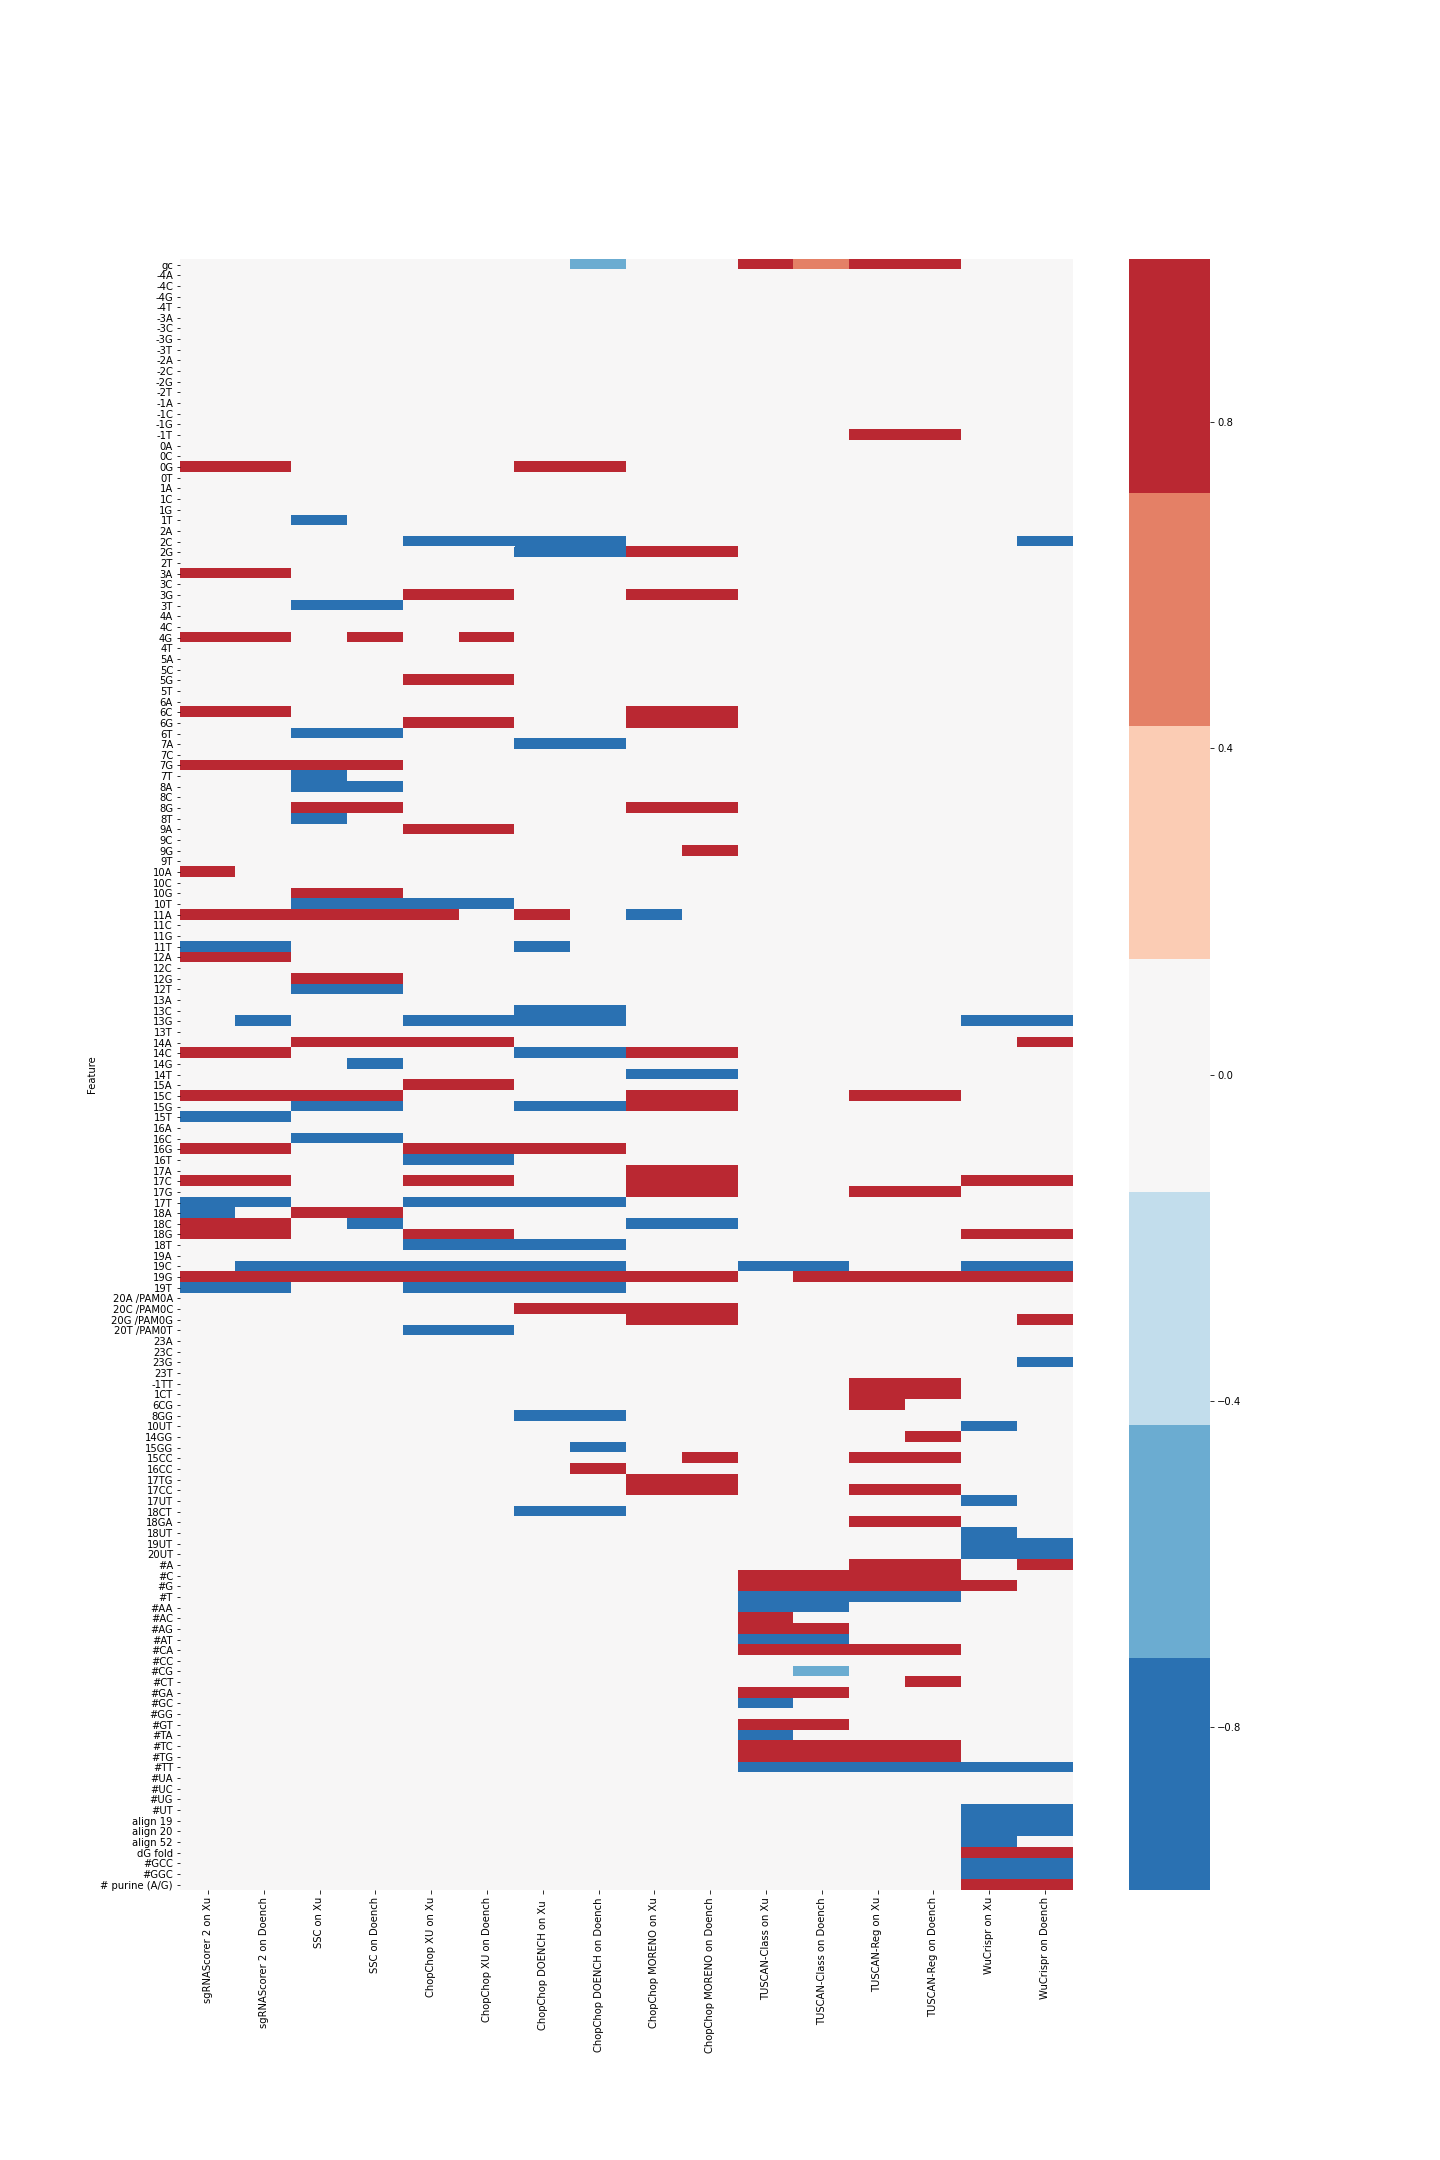 gc
-4A
-4C
-4G
-4T
-3A
-3C
-3G
-3T
-2A
-2C
-2G
-2T
-1A
-1C
-1G
-1T
0A
0C
0G
0T
1A
1C
1G
1T
2A
2C
2G
2T
3A
3C
3G
3T
4A
4C
4G
4T
5A
5C
5G
5T
6A
6C
6G
6T
7A
7C
7G
7T
8A
8C
8G
8T
9A
9C
9G
9T
10A
10C
10G
10T
11A
11C
11G
11T
12A
12C
12G
12T
13A
13C
13G
13T
14A
14C
14G
14T
15A
15C
15G
15T
16A
16C
16G
16T
17A
17C
17G
17T
18A
18C
18G
18T
19A
19C
19G
19T
20A /PAM0A
20C /PAM0C
20G /PAM0G
20T /PAM0T
23A
23C
23G
23T
-1TT
1CT
6CG
8GG
10UT
14GG
15GG
15CC
16CC
17TG
17CC
17UT
18CT
18GA
18UT
19UT
20UT
#A
#C
#G
#T
#AA
#AC
#AG
#AT
#CA
#CC
#CG
#CT
#GA
#GC
#GG
#GT
#TA
#TC
#TG
#TT
#UA
#UC
#UG
#UT
align 19
align 20
align 52
dG fold
#GCC
#GGC
# purine (A/G)
Feature
sgRNAScorer 2 on Xu
sgRNAScorer 2 on Doench
SSC on Xu
SSC on Doench
ChopChop XU on Xu
ChopChop XU on Doench
ChopChop DOENCH on Xu
ChopChop DOENCH on Doench
ChopChop MORENO on Xu
ChopChop MORENO on Doench
TUSCAN-Class on Xu
TUSCAN-Class on Doench
TUSCAN-Reg on Xu
TUSCAN-Reg on Doench
WuCrispr on Xu
WuCrispr on Doench
0.8
0.4
0.0
−0.4
−0.8